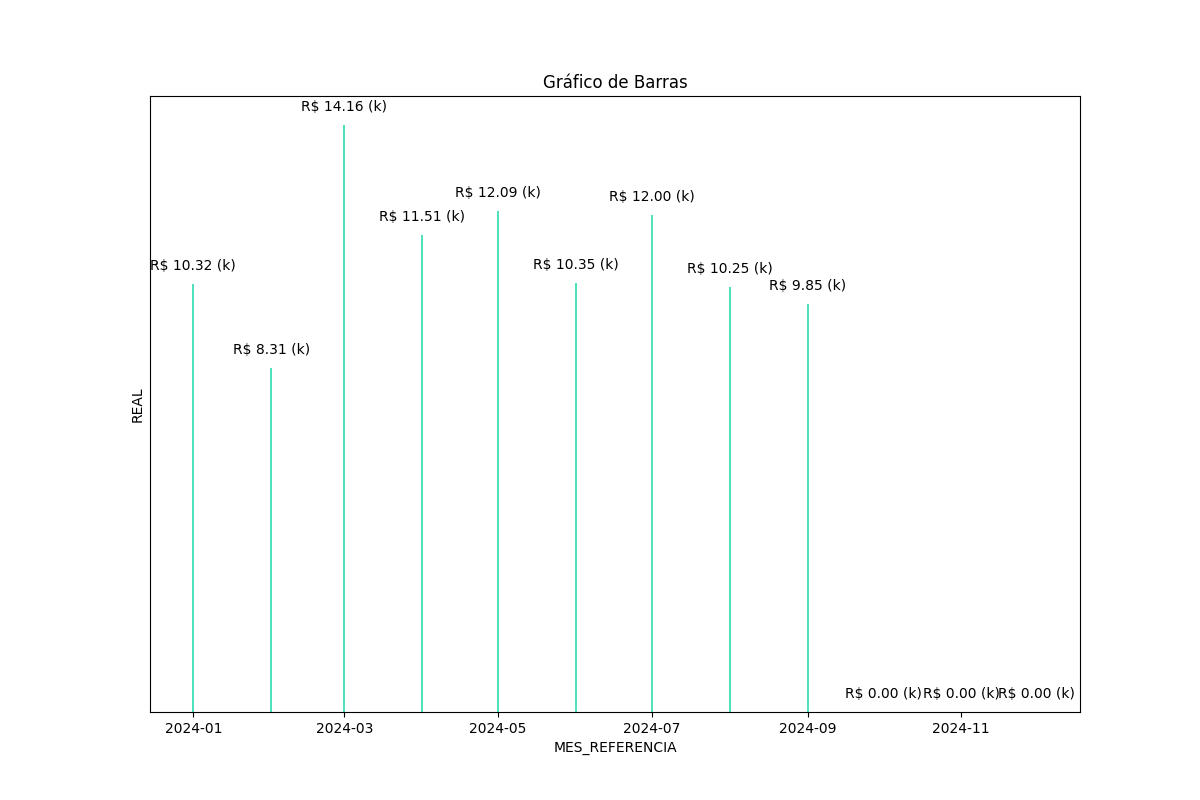 Gráfico de Barras
R$ 14.16 (k)
R$ 12.09 (k)
R$ 12.00 (k)
R$ 11.51 (k)
R$ 10.32 (k)
R$ 10.35 (k)
R$ 10.25 (k)
R$ 9.85 (k)
R$ 8.31 (k)
REAL
R$ 0.00 (k) R$ 0.00 (k) R$ 0.00 (k)
2024-01 2024-03 2024-05 2024-07 2024-09 2024-11
MES_REFERENCIA